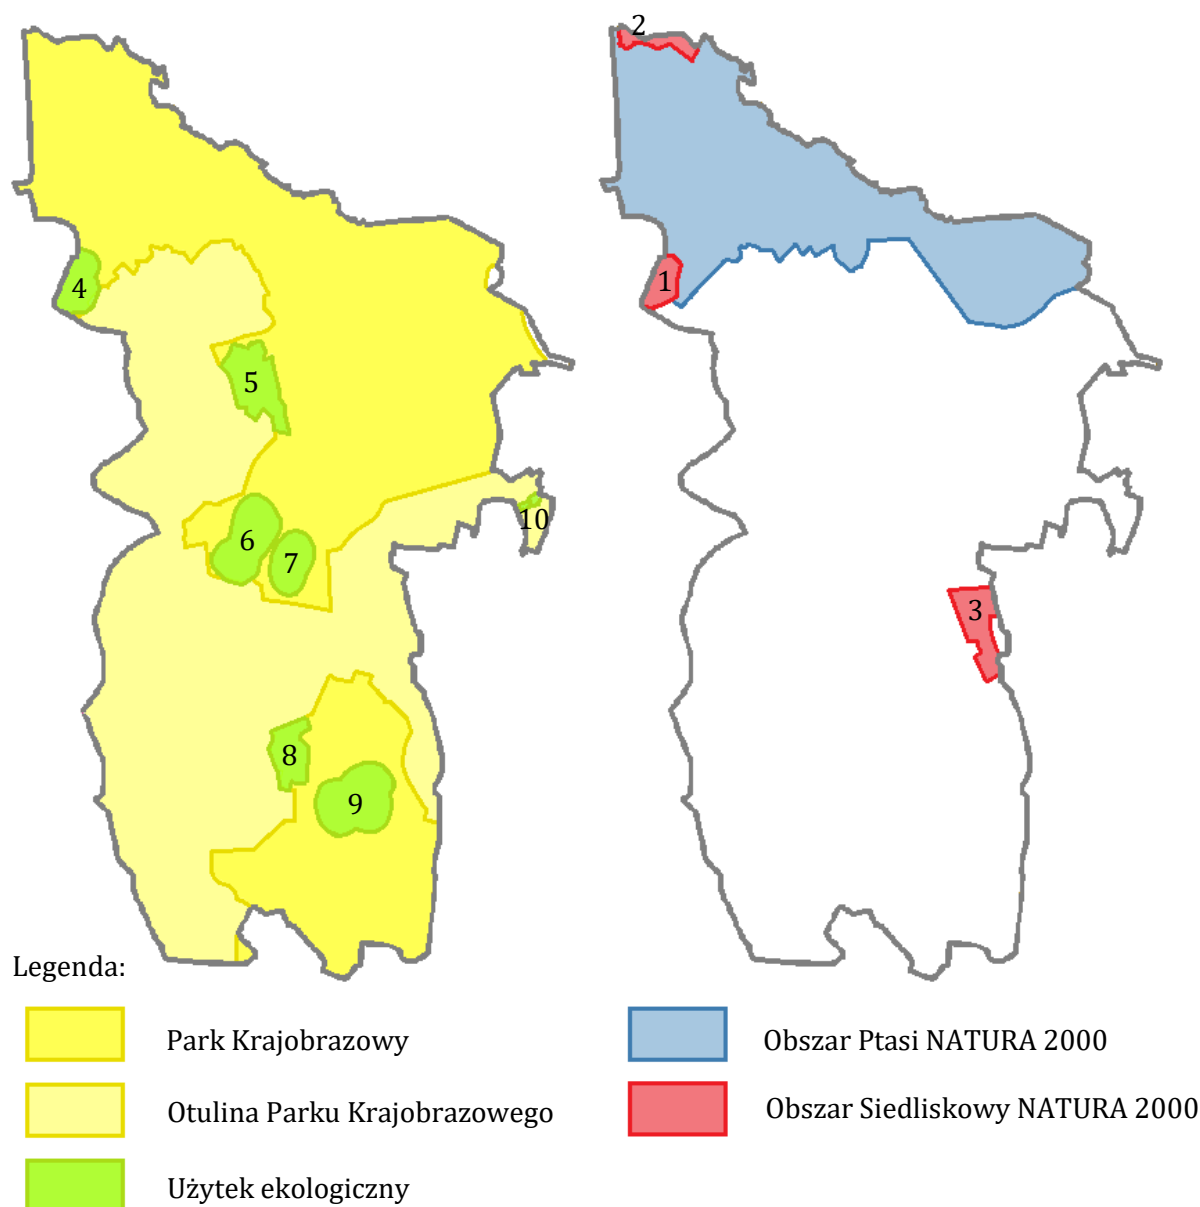 2
4
1
5
6
7
10
3
8
9
Legenda:
Park Krajobrazowy
Obszar Ptasi NATURA 2000
Otulina Parku Krajobrazowego
Obszar Siedliskowy NATURA 2000
Użytek ekologiczny